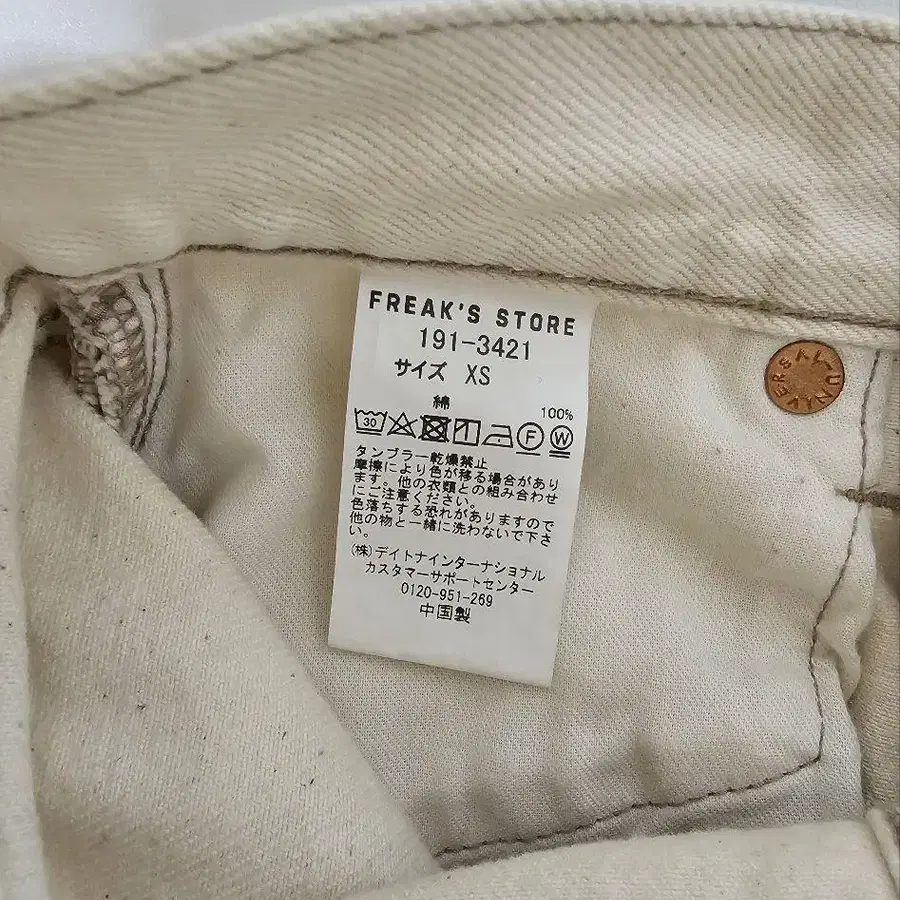 FREAK'S STORE
191-3421
サイズ XS
綿 100%
30 F W
タンブラー乾燥禁止
摩擦により色が移る場合があり
ます。他の衣類との組み合わせ
にご注意ください。
色落ちする恐れがありますので
他の物と一緒に洗わないで下さ
い。
(株)デイトナインターナショナル
カスタマーサポートセンター
0120-951-269
中国製
UNIVERSAL